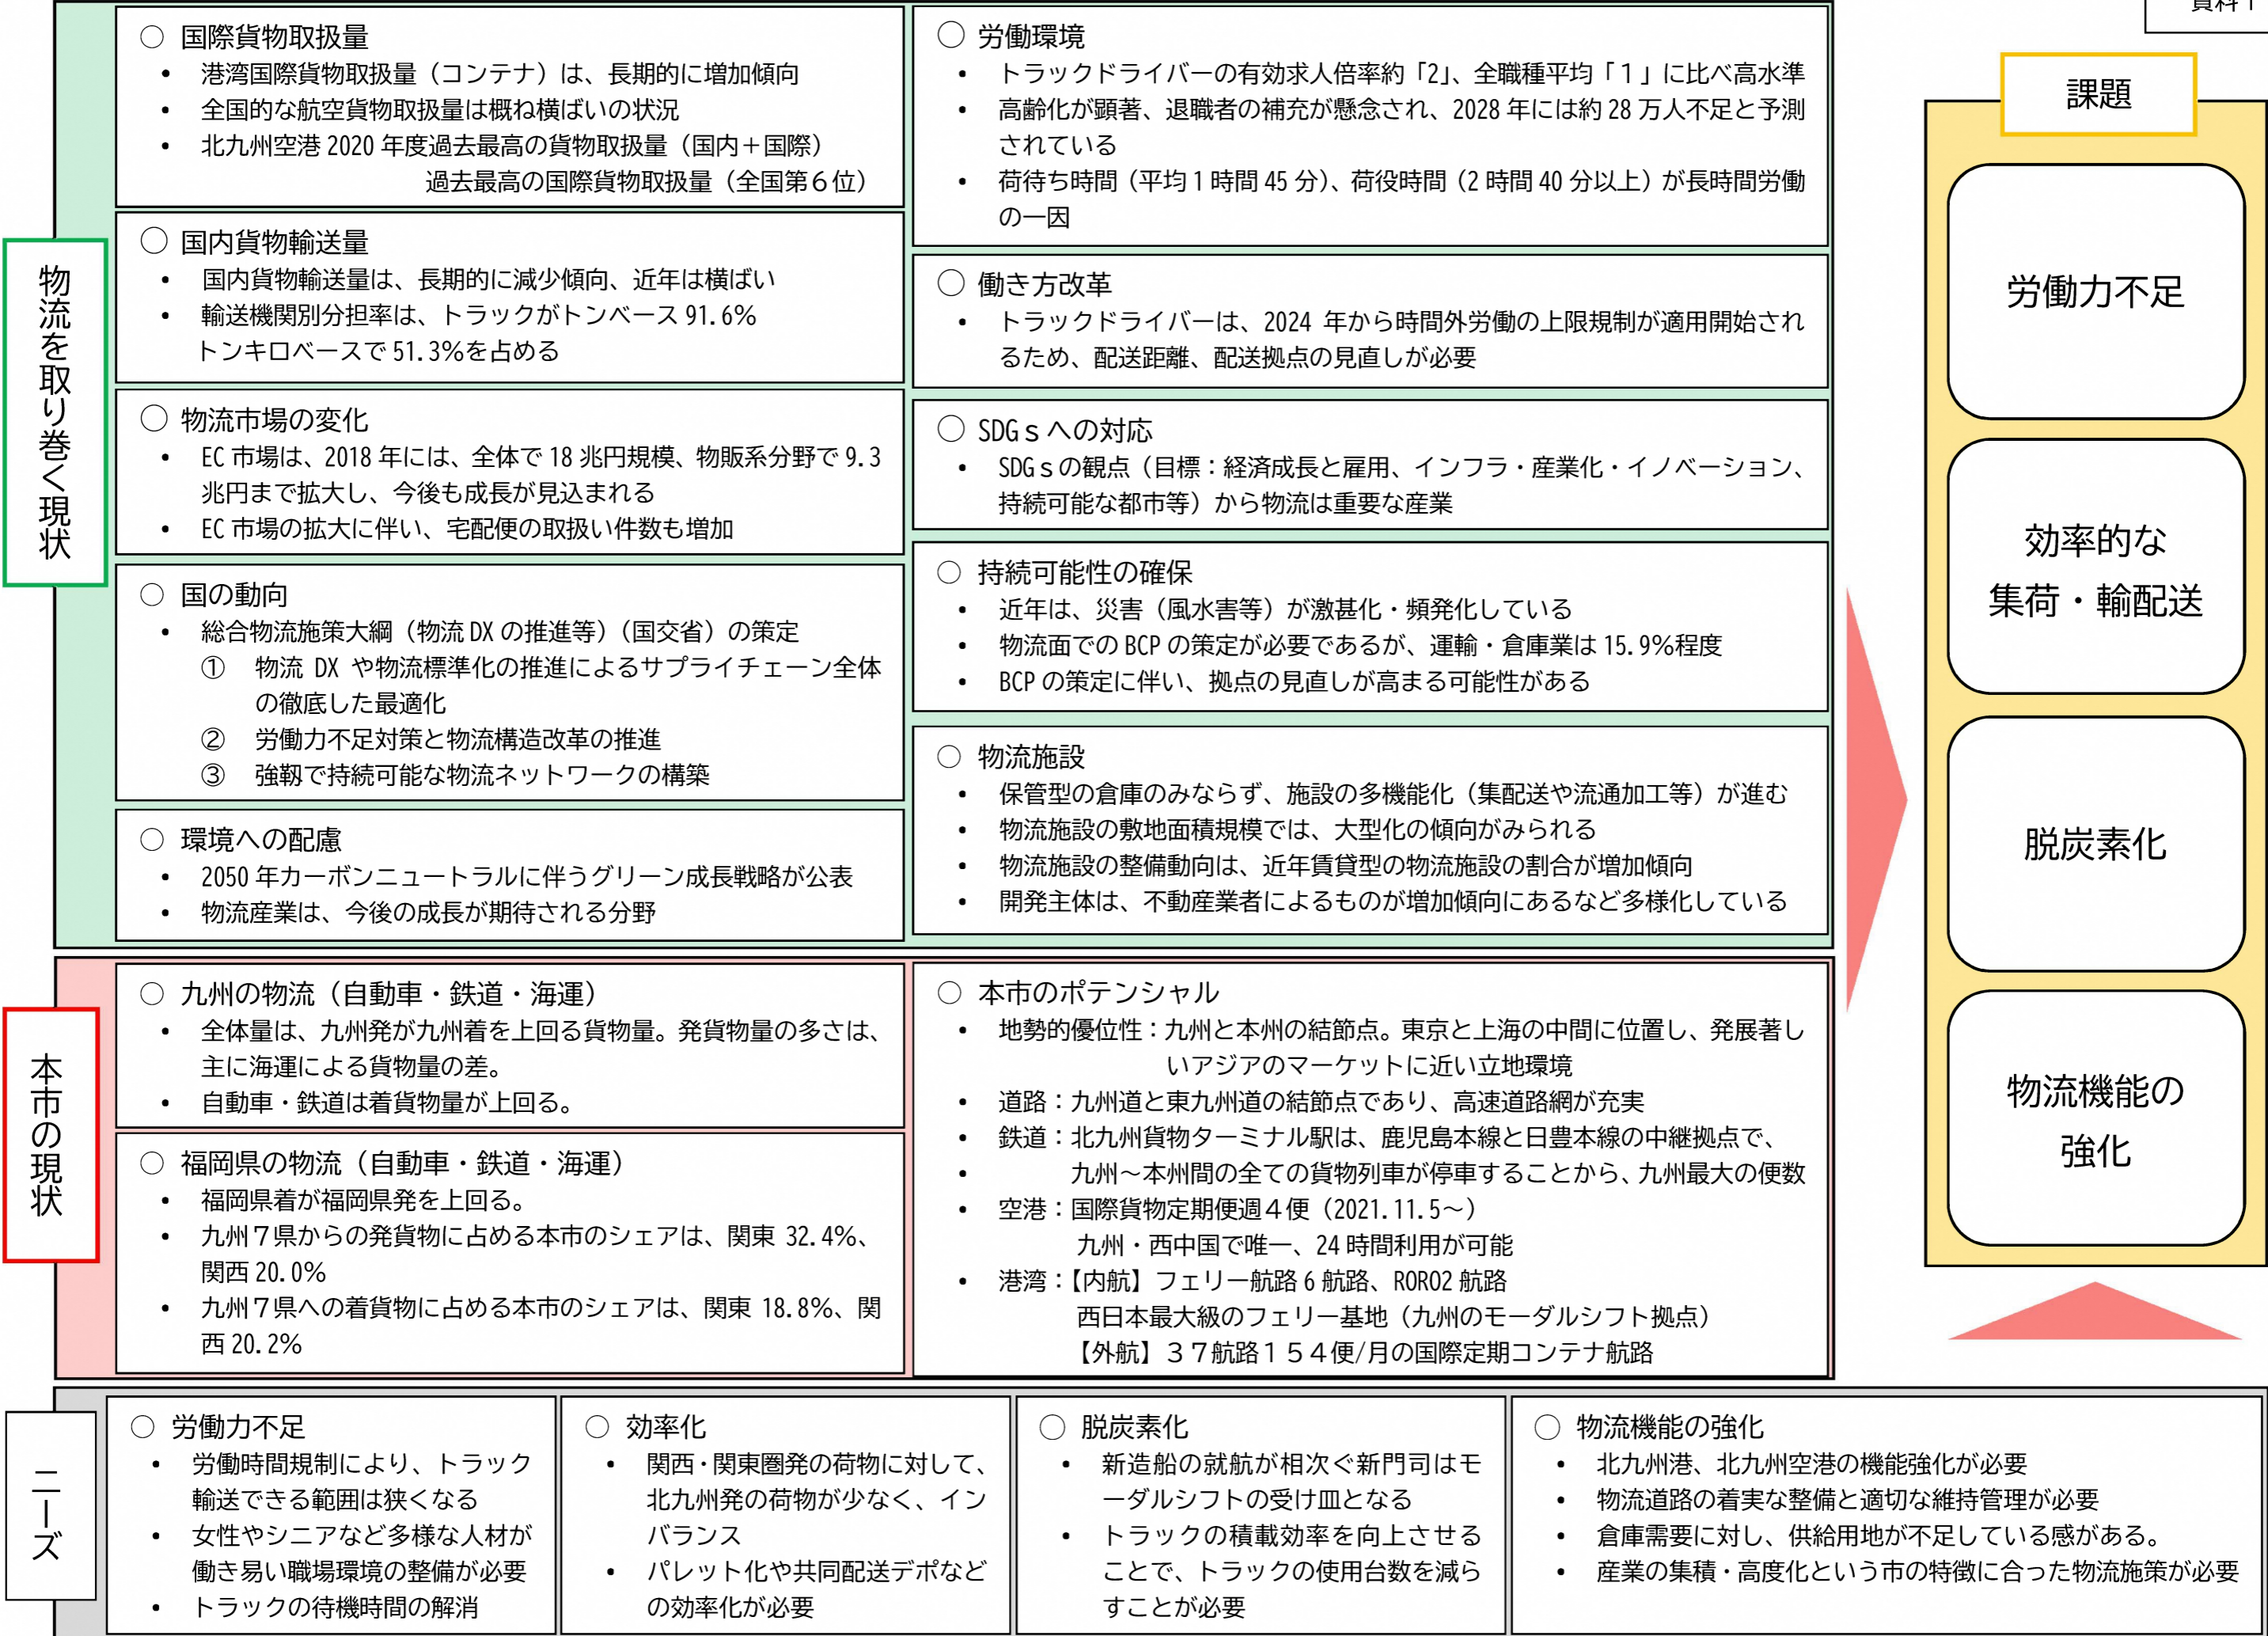 資料1
物流を取り巻く現状
○ 国際貨物取扱量
• 港湾国際貨物取扱量（コンテナ）は、長期的に増加傾向
• 全国的な航空貨物取扱量は概ね横ばいの状況
• 北九州空港 2020 年度過去最高の貨物取扱量（国内＋国際）
過去最高の国際貨物取扱量（全国第６位）
○ 国内貨物輸送量
• 国内貨物輸送量は、長期的に減少傾向、近年は横ばい
• 輸送機関別分担率は、トラックがトンベース 91.6%
トンキロベースで 51.3%を占める
○ 物流市場の変化
• EC 市場は、2018 年には、全体で 18 兆円規模、物販系分野で 9.3
兆円まで拡大し、今後も成長が見込まれる
• EC 市場の拡大に伴い、宅配便の取扱い件数も増加
○ 国の動向
• 総合物流施策大綱（物流 DX の推進等）（国交省）の策定
① 物流 DX や物流標準化の推進によるサプライチェーン全体
の徹底した最適化
② 労働力不足対策と物流構造改革の推進
③ 強靱で持続可能な物流ネットワークの構築
○ 環境への配慮
• 2050 年カーボンニュートラルに伴うグリーン成長戦略が公表
• 物流産業は、今後の成長が期待される分野
○ 労働環境
• トラックドライバーの有効求人倍率約「2」、全職種平均「１」に比べ高水準
• 高齢化が顕著、退職者の補充が懸念され、2028 年には約 28 万人不足と予測
されている
• 荷待ち時間（平均 1 時間 45 分）、荷役時間（2 時間 40 分以上）が長時間労働
の一因
○ 働き方改革
• トラックドライバーは、2024 年から時間外労働の上限規制が適用開始され
るため、配送距離、配送拠点の見直しが必要
○ SDGｓへの対応
• SDGｓの観点（目標：経済成長と雇用、インフラ・産業化・イノベーション、
持続可能な都市等）から物流は重要な産業
○ 持続可能性の確保
• 近年は、災害（風水害等）が激甚化・頻発化している
• 物流面での BCP の策定が必要であるが、運輸・倉庫業は 15.9%程度
• BCP の策定に伴い、拠点の見直しが高まる可能性がある
○ 物流施設
• 保管型の倉庫のみならず、施設の多機能化（集配送や流通加工等）が進む
• 物流施設の敷地面積規模では、大型化の傾向がみられる
• 物流施設の整備動向は、近年賃貸型の物流施設の割合が増加傾向
• 開発主体は、不動産業者によるものが増加傾向にあるなど多様化している
本市の現状
○ 九州の物流（自動車・鉄道・海運）
• 全体量は、九州発が九州着を上回る貨物量。発貨物量の多さは、
主に海運による貨物量の差。
• 自動車・鉄道は着貨物量が上回る。
○ 福岡県の物流（自動車・鉄道・海運）
• 福岡県着が福岡県発を上回る。
• 九州７県からの発貨物に占める本市のシェアは、関東 32.4%、
関西 20.0%
• 九州７県への着貨物に占める本市のシェアは、関東 18.8%、関
西 20.2%
○ 本市のポテンシャル
• 地勢的優位性：九州と本州の結節点。東京と上海の中間に位置し、発展著し
いアジアのマーケットに近い立地環境
• 道路：九州道と東九州道の結節点であり、高速道路網が充実
• 鉄道：北九州貨物ターミナル駅は、鹿児島本線と日豊本線の中継拠点で、
• 九州～本州間の全ての貨物列車が停車することから、九州最大の便数
• 空港：国際貨物定期便週４便（2021.11.5～）
九州・西中国で唯一、24 時間利用が可能
• 港湾：【内航】フェリー航路 6 航路、RORO2 航路
西日本最大級のフェリー基地（九州のモーダルシフト拠点）
【外航】３７航路１５４便/月の国際定期コンテナ航路
課題
労働力不足
効率的な
集荷・輸配送
脱炭素化
物流機能の
強化
ニーズ
○ 労働力不足
• 労働時間規制により、トラック
輸送できる範囲は狭くなる
• 女性やシニアなど多様な人材が
働き易い職場環境の整備が必要
• トラックの待機時間の解消
○ 効率化
• 関西・関東圏発の荷物に対して、
北九州発の荷物が少なく、イン
バランス
• パレット化や共同配送デポなど
の効率化が必要
○ 脱炭素化
• 新造船の就航が相次ぐ新門司はモ
ーダルシフトの受け皿となる
• トラックの積載効率を向上させる
ことで、トラックの使用台数を減ら
すことが必要
○ 物流機能の強化
• 北九州港、北九州空港の機能強化が必要
• 物流道路の着実な整備と適切な維持管理が必要
• 倉庫需要に対し、供給用地が不足している感がある。
• 産業の集積・高度化という市の特徴に合った物流施策が必要